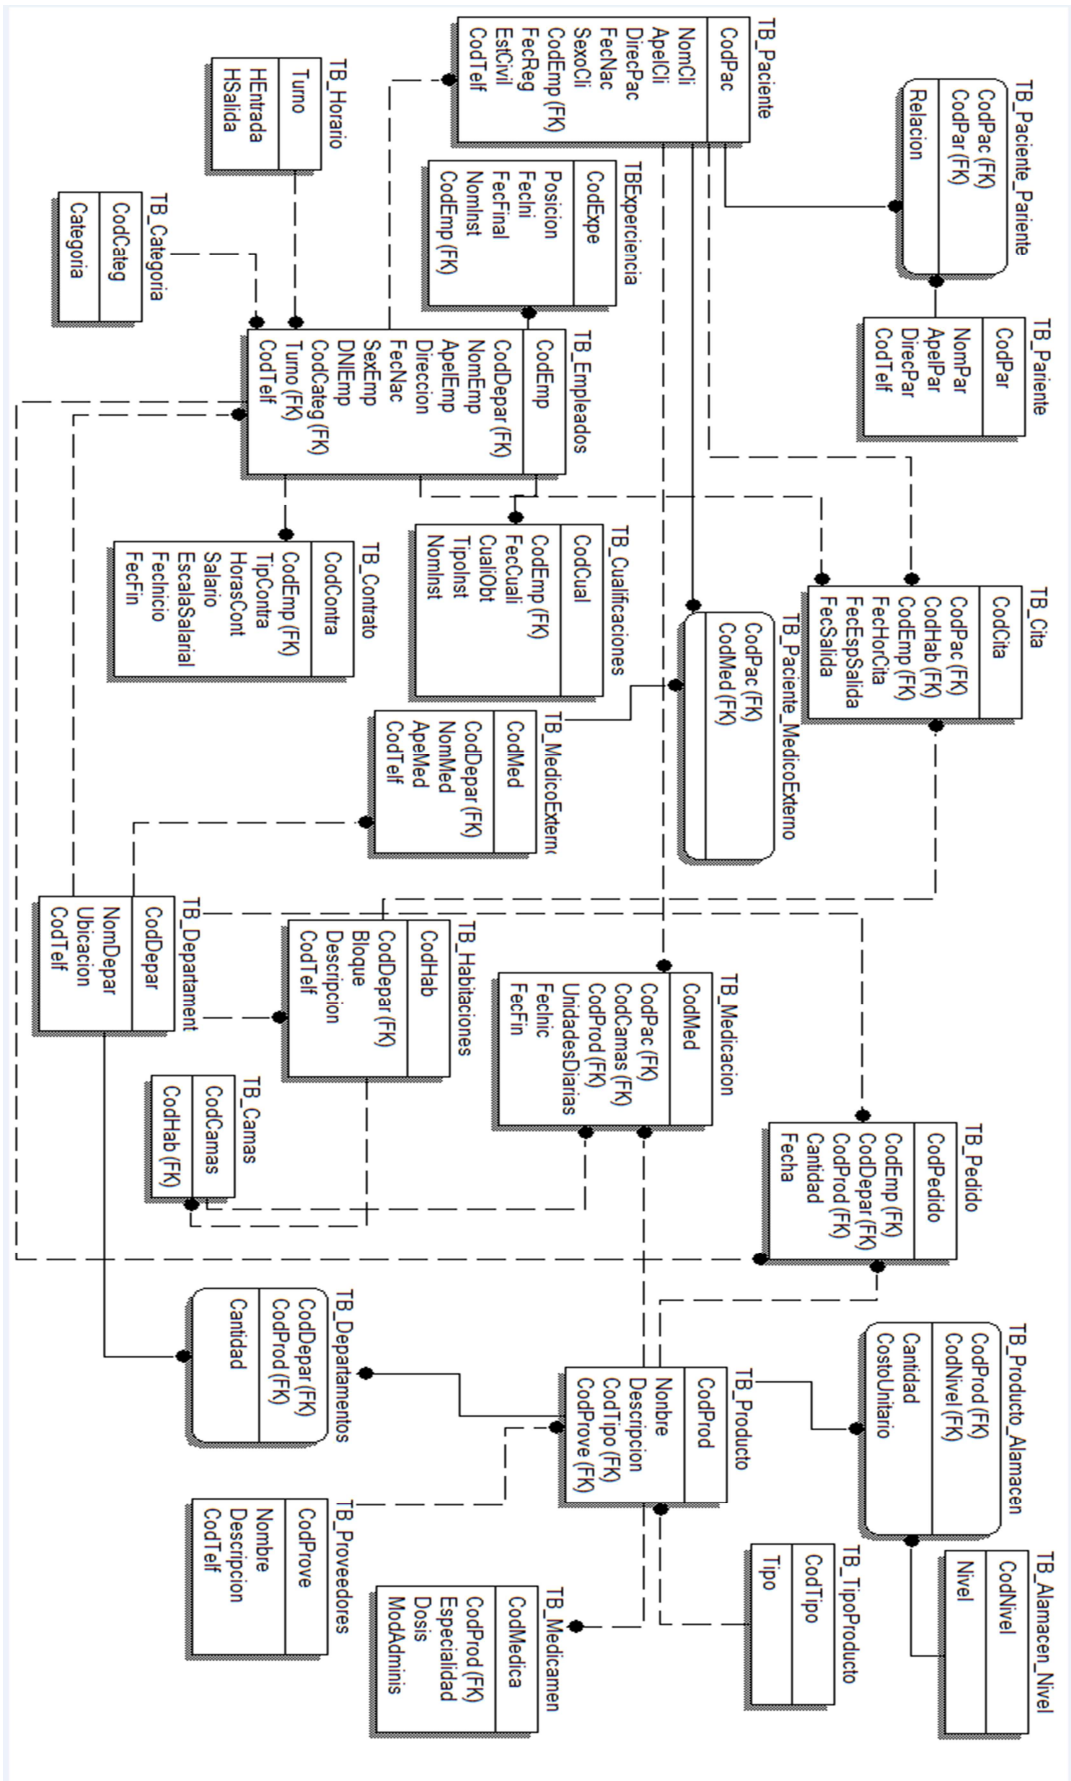 TB_Paciente_Pariente
CodPac (FK)
CodPar (FK)
Relacion
TB_Pariente
CodPar
NomPar
ApelPar
DirecPar
CodTelf
TB_Cita
CodCita
CodPac (FK)
CodHab (FK)
CodEmp (FK)
FecHorCita
FecEspSalida
FecSalida
TB_Pedido
CodPedido
CodEmp (FK)
CodDepar (FK)
CodProd (FK)
Cantidad
Fecha
TB_Producto_Alamacen
CodProd (FK)
CodNivel (FK)
Cantidad
CostoUnitario
TB_Alamacen_Nivel
CodNivel
Nivel
TB_Paciente
CodPac
NomCli
ApelCli
DirecPac
FecNac
SexoCli
CodEmp (FK)
FecReg
EstCivil
CodTelf
TB_Paciente_MedicoExterno
CodPac (FK)
CodMed (FK)
TB_Medicacion
CodMed
CodPac (FK)
CodCamas (FK)
CodProd (FK)
UnidadesDiarias
FecInic
FecFin
TB_Producto
CodProd
Nonbre
Descripcion
CodTipo (FK)
CodProve (FK)
TB_TipoProducto
CodTipo
Tipo
TBExperciencia
CodExpe
Posicion
FecIni
FecFinal
NomInst
CodEmp (FK)
TB_Empleados
CodEmp
CodDepar (FK)
NomEmp
ApelEmp
Direccion
FecNac
SexEmp
DNIEmp
CodCateg (FK)
Turno (FK)
CodTelf
TB_Cualificaciones
CodCual
CodEmp (FK)
FecCuali
CualiObt
TipoInst
NomInst
TB_MedicoExtern
CodMed
CodDepar (FK)
NomMed
ApeMed
CodTelf
TB_Habitaciones
CodHab
CodDepar (FK)
Bloque
Descripcion
CodTelf
TB_Medicamen
CodMedica
CodProd (FK)
Especialidad
Dosis
ModAdminis
TB_Horario
Turno
HEntrada
HSalida
TB_Contrato
CodContra
CodEmp (FK)
TipContra
HorasCont
Salario
EscalaSalarial
FecInicio
FecFin
TB_Departamentos
CodDepar (FK)
CodProd (FK)
Cantidad
TB_Proveedores
CodProve
Nombre
Descripcion
CodTelf
TB_Camas
CodCamas
CodHab (FK)
TB_Categoria
CodCateg
Categoria
TB_Departament
CodDepar
NomDepar
Ubicacion
CodTelf